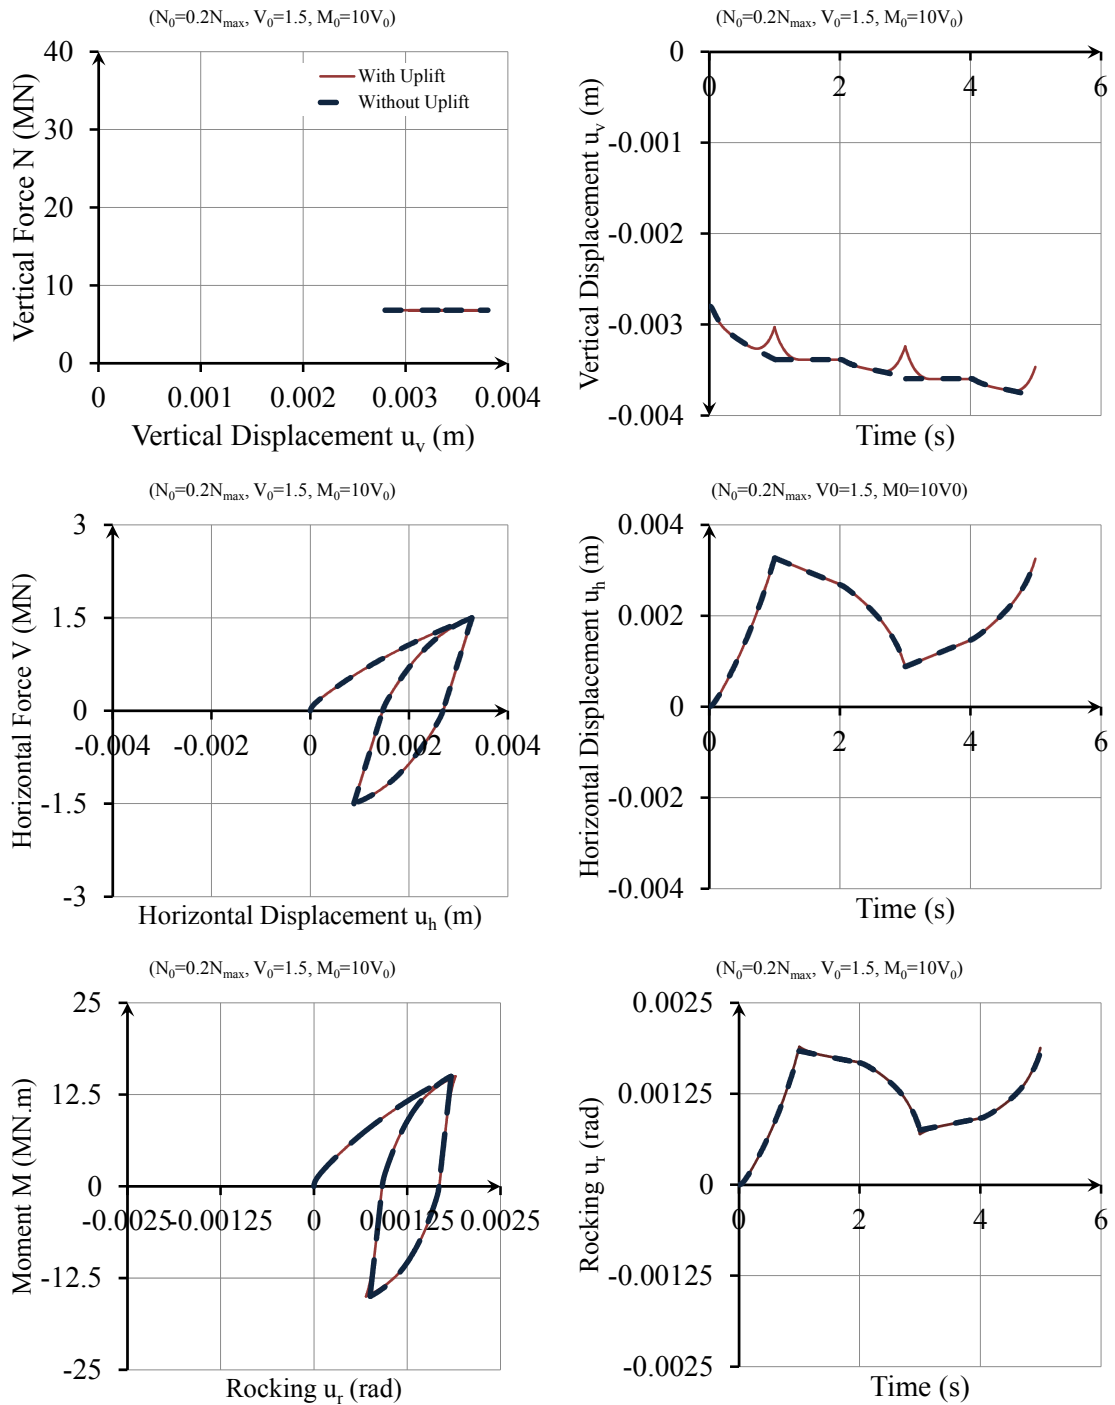 (N₀=0.2Nₘₐₓ, V₀=1.5, M₀=10V₀)
Vertical Force N (MN)
40
30
20
10
0
With Uplift
Without Uplift
0 0.001 0.002 0.003 0.004
Vertical Displacement uᵥ (m)
(N₀=0.2Nₘₐₓ, V₀=1.5, M₀=10V₀)
Vertical Displacement uᵥ (m)
0
-0.001
-0.002
-0.003
-0.004
0 2 4 6
Time (s)
(N₀=0.2Nₘₐₓ, V₀=1.5, M₀=10V₀)
Horizontal Force V (MN)
3
1.5
0
-1.5
-3
-0.004 -0.002 0 0.002 0.004
Horizontal Displacement uₕ (m)
(N₀=0.2Nₘₐₓ, V0=1.5, M0=10V0)
Horizontal Displacement uₕ (m)
0.004
0.002
0
-0.002
-0.004
0 2 4 6
Time (s)
(N₀=0.2Nₘₐₓ, V₀=1.5, M₀=10V₀)
Moment M (MN.m)
25
12.5
0
-12.5
-25
-0.0025 -0.00125 0 0.00125 0.0025
Rocking uᵣ (rad)
(N₀=0.2Nₘₐₓ, V₀=1.5, M₀=10V₀)
Rocking uᵣ (rad)
0.0025
0.00125
0
-0.00125
-0.0025
0 2 4 6
Time (s)